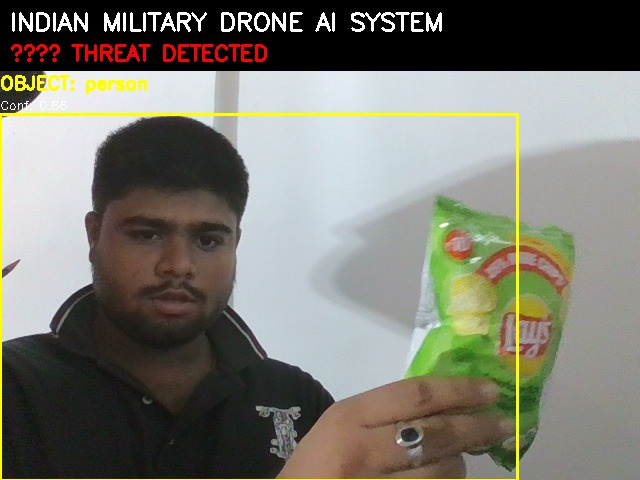 INDIAN MILITARY DRONE AI SYSTEM
???? THREAT DETECTED
OBJECT: person
Conf: 0.86
Lay's